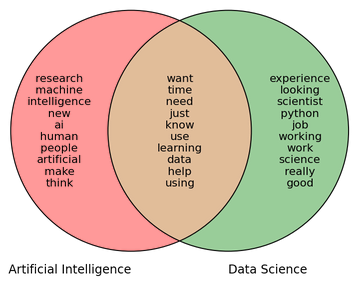 research
machine
intelligence
new
ai
human
people
artificial
make
think
want
time
need
just
know
use
learning
data
help
using
experience
looking
scientist
python
job
working
work
science
really
good
Artificial Intelligence
Data Science